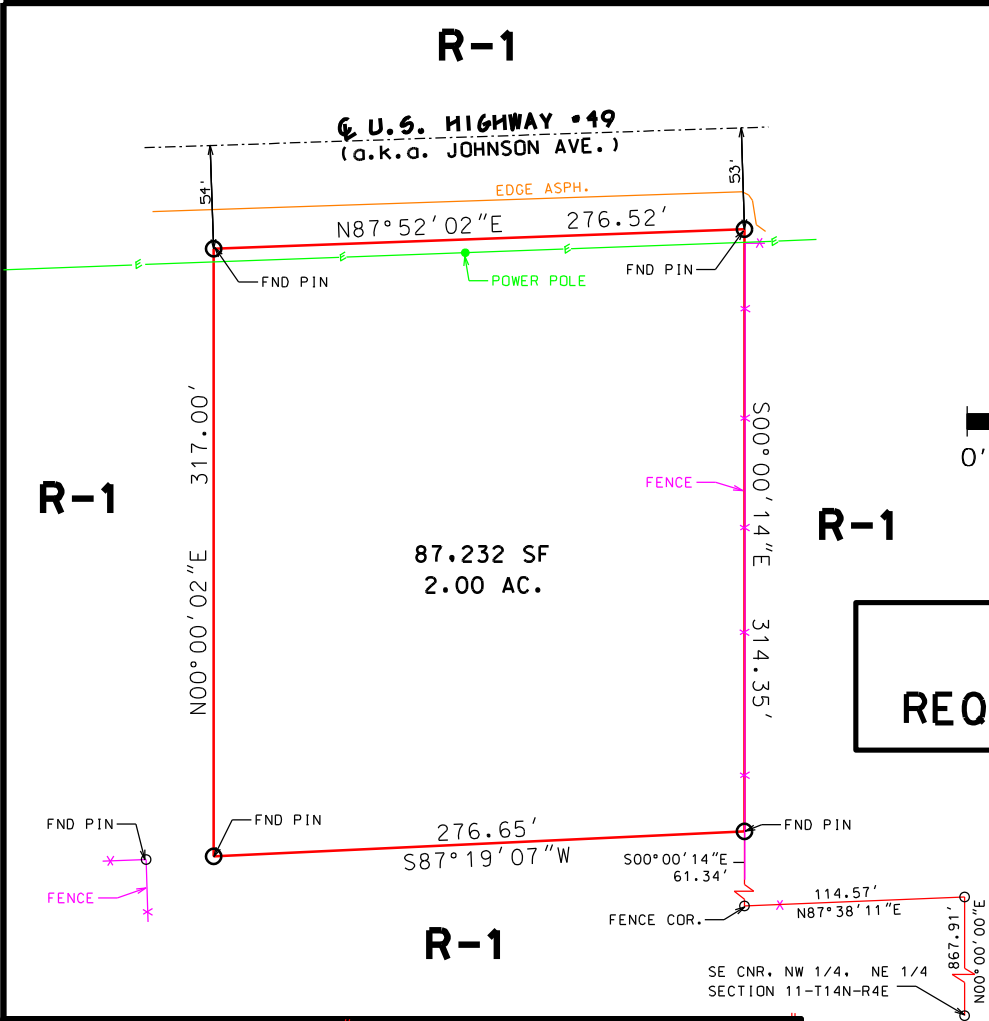 R-1
℄ U.S. HIGHWAY •49
(a.k.a. JOHNSON AVE.)
54'
53'
EDGE ASPH.
N87°52'02"E 276.52'
E E E E
FND PIN
FND PIN
POWER POLE
N00°00'02"E 317.00'
S00°00'14"E 314.35'
FENCE
0'
R-1
R-1
87.232 SF
2.00 AC.
REQ
FND PIN
FND PIN
FND PIN
276.65'
S87°19'07"W
S00°00'14"E
61.34'
FENCE
FENCE COR.
114.57'
N87°38'11"E
867.91'
N00°00'00"E
R-1
SE CNR. NW 1/4, NE 1/4
SECTION 11-T14N-R4E